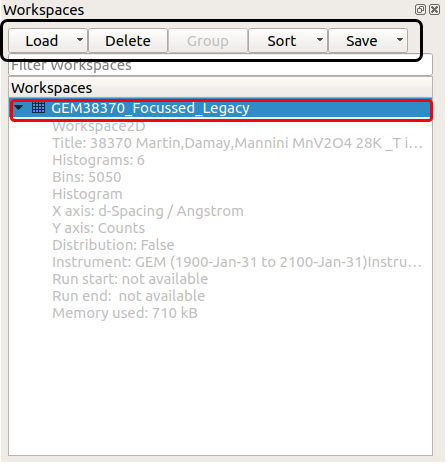 Workspaces
Load Delete Group Sort Save
Filter Workspaces
Workspaces
GEM38370_Focussed_Legacy
Workspace2D
Title: 38370 Martin,Damay,Mannini MnV2O4 28K _T i...
Histograms: 6
Bins: 5050
Histogram
X axis: d-Spacing / Angstrom
Y axis: Counts
Distribution: False
Instrument: GEM (1900-Jan-31 to 2100-Jan-31)Instru...
Run start: not available
Run end:  not available
Memory used: 710 kB